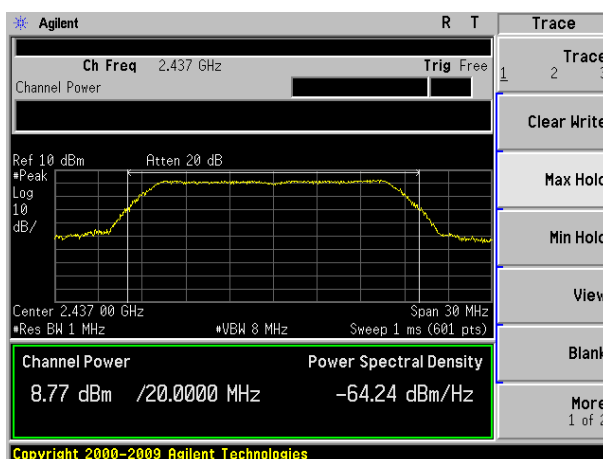 Agilent R T Trace
Ch Freq 2.437 GHz Trig Free
Channel Power
Trace
1 2 3
Clear Write
Max Hold
Min Hold
View
Blank
More
1 of 2
Ref 10 dBm Atten 20 dB
#Peak
Log
10
dB/
Center 2.437 00 GHz Span 30 MHz
#Res BW 1 MHz #VBW 8 MHz Sweep 1 ms (601 pts)
Channel Power Power Spectral Density
8.77 dBm /20.0000 MHz -64.24 dBm/Hz
Copyright 2000-2009 Agilent Technologies